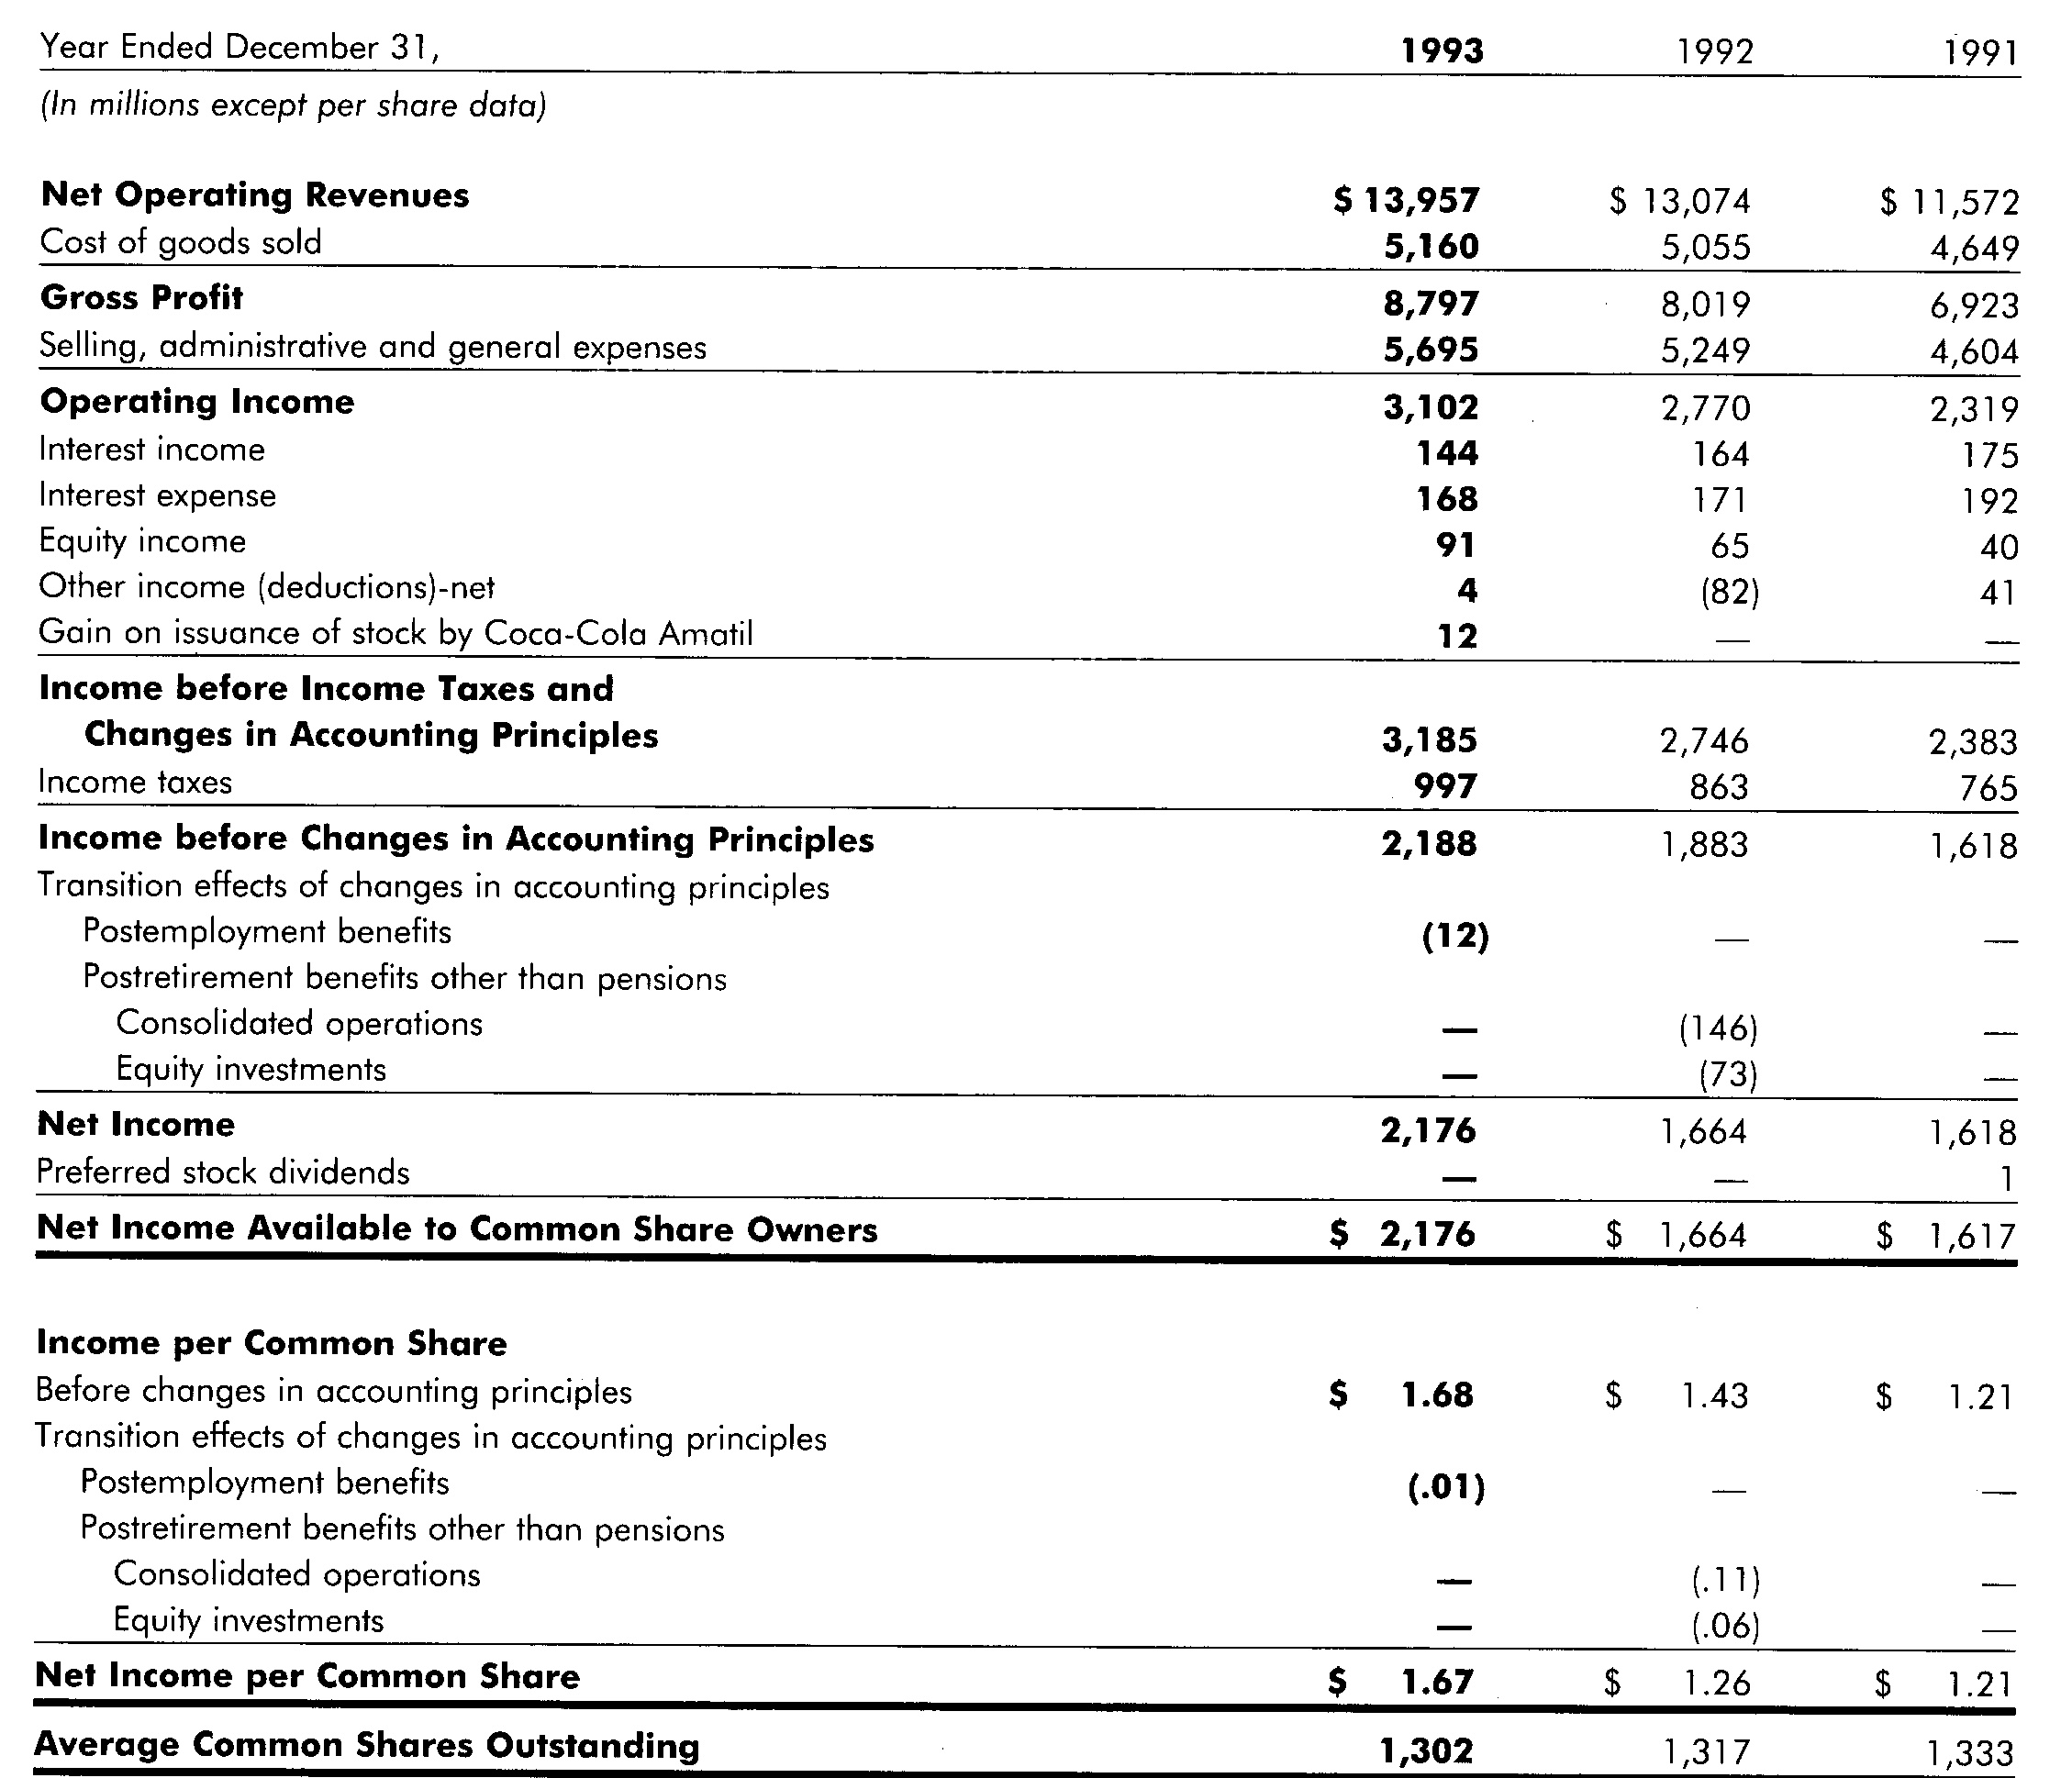 Year Ended December 31, 1993 1992 1991
(In millions except per share data)
Net Operating Revenues $ 13,957 $ 13,074 $ 11,572
Cost of goods sold 5,160 5,055 4,649
Gross Profit 8,797 8,019 6,923
Selling, administrative and general expenses 5,695 5,249 4,604
Operating Income 3,102 2,770 2,319
Interest income 144 164 175
Interest expense 168 171 192
Equity income 91 65 40
Other income (deductions)-net 4 (82) 41
Gain on issuance of stock by Coca-Cola Amatil 12 — —
Income before Income Taxes and
Changes in Accounting Principles 3,185 2,746 2,383
Income taxes 997 863 765
Income before Changes in Accounting Principles 2,188 1,883 1,618
Transition effects of changes in accounting principles
Postemployment benefits (12) — —
Postretirement benefits other than pensions
Consolidated operations — (146) —
Equity investments — (73) —
Net Income 2,176 1,664 1,618
Preferred stock dividends — — 1
Net Income Available to Common Share Owners $ 2,176 $ 1,664 $ 1,617
Income per Common Share
Before changes in accounting principles $ 1.68 $ 1.43 $ 1.21
Transition effects of changes in accounting principles
Postemployment benefits (.01) — —
Postretirement benefits other than pensions
Consolidated operations — (.11) —
Equity investments — (.06) —
Net Income per Common Share $ 1.67 $ 1.26 $ 1.21
Average Common Shares Outstanding 1,302 1,317 1,333